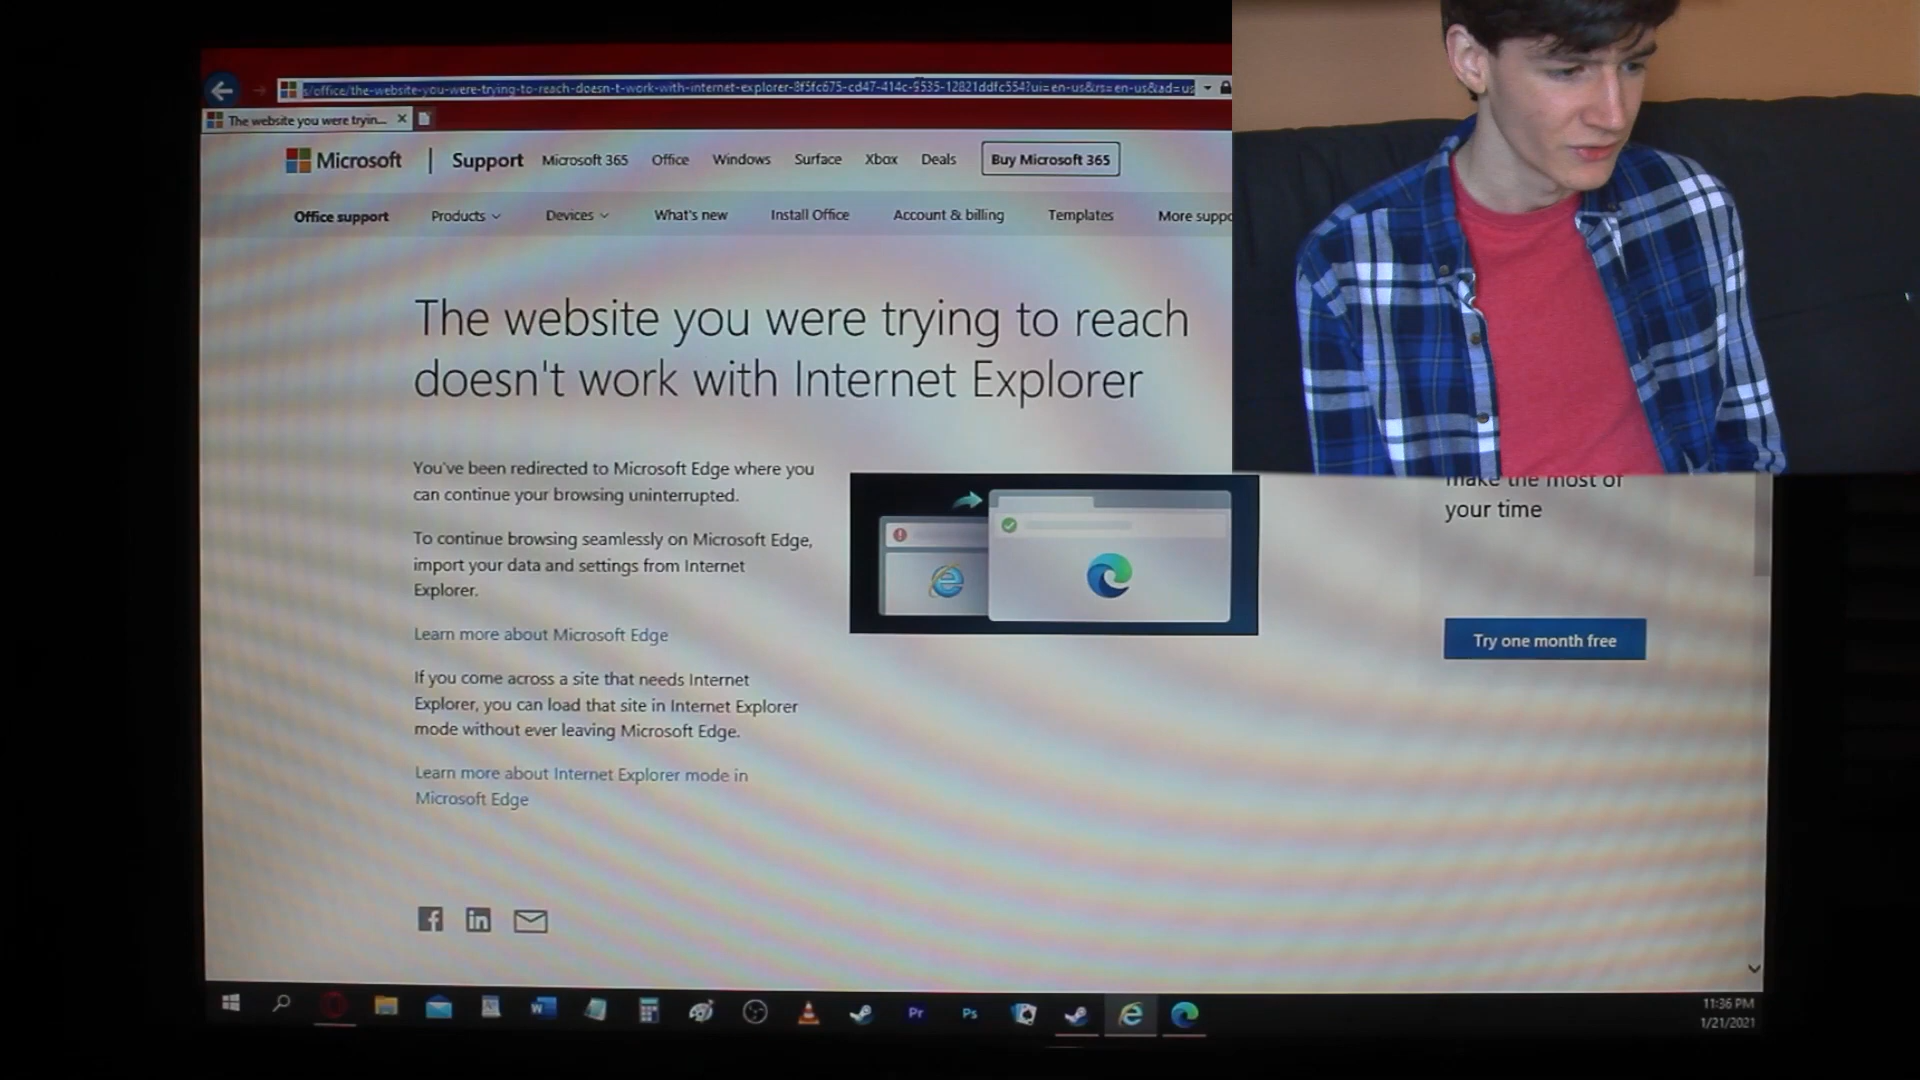 s/office/the-website-you-were-trying-to-reach-doesn-t-work-with-internet-explorer-8f5fc675-cd47-414c-9535-12821ddfc554?ui=en-us&rs=en-us&ad=us
The website you were tryin...
Microsoft | Support Microsoft 365 Office Windows Surface Xbox Deals Buy Microsoft 365
Office support Products Devices What's new Install Office Account & billing Templates More suppo
The website you were trying to reach
doesn't work with Internet Explorer
You've been redirected to Microsoft Edge where you
can continue your browsing uninterrupted.
To continue browsing seamlessly on Microsoft Edge,
import your data and settings from Internet
Explorer.
Learn more about Microsoft Edge
If you come across a site that needs Internet
Explorer, you can load that site in Internet Explorer
mode without ever leaving Microsoft Edge.
Learn more about Internet Explorer mode in
Microsoft Edge
make the most of
your time
Try one month free
f in
W Pr Ps
11:36 PM
1/21/2021